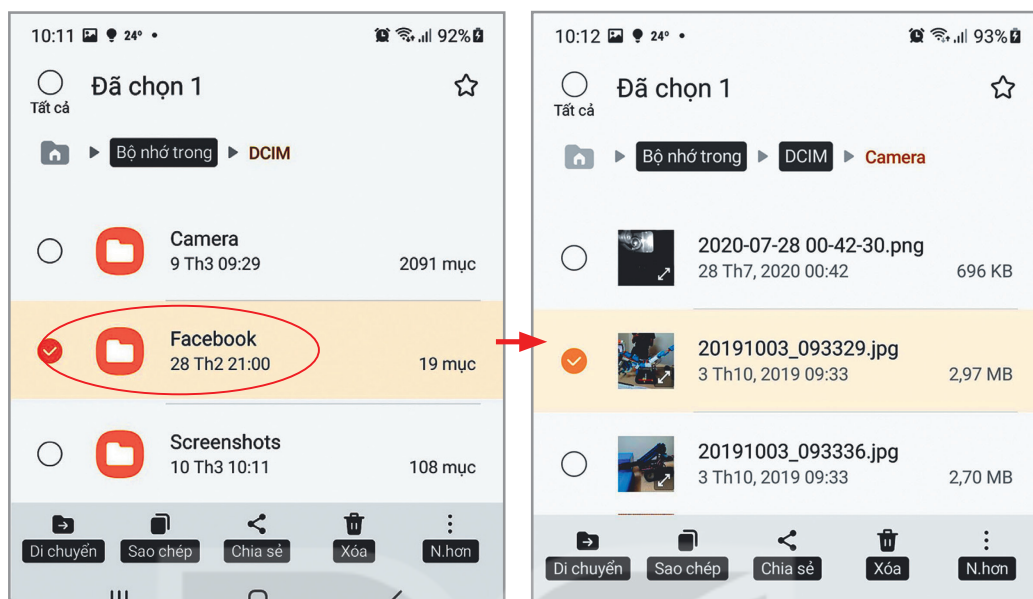 10:11 24° • 92%
Đã chọn 1
Tất cả
Bộ nhớ trong DCIM
Camera
9 Th3 09:29 2091 mục
Facebook
28 Th2 21:00 19 mục
Screenshots
10 Th3 10:11 108 mục
Di chuyển Sao chép Chia sẻ Xóa N.hơn
10:12 24° • 93%
Đã chọn 1
Tất cả
Bộ nhớ trong DCIM Camera
2020-07-28 00-42-30.png
28 Th7, 2020 00:42 696 KB
20191003_093329.jpg
3 Th10, 2019 09:33 2,97 MB
20191003_093336.jpg
3 Th10, 2019 09:33 2,70 MB
Di chuyển Sao chép Chia sẻ Xóa N.hơn